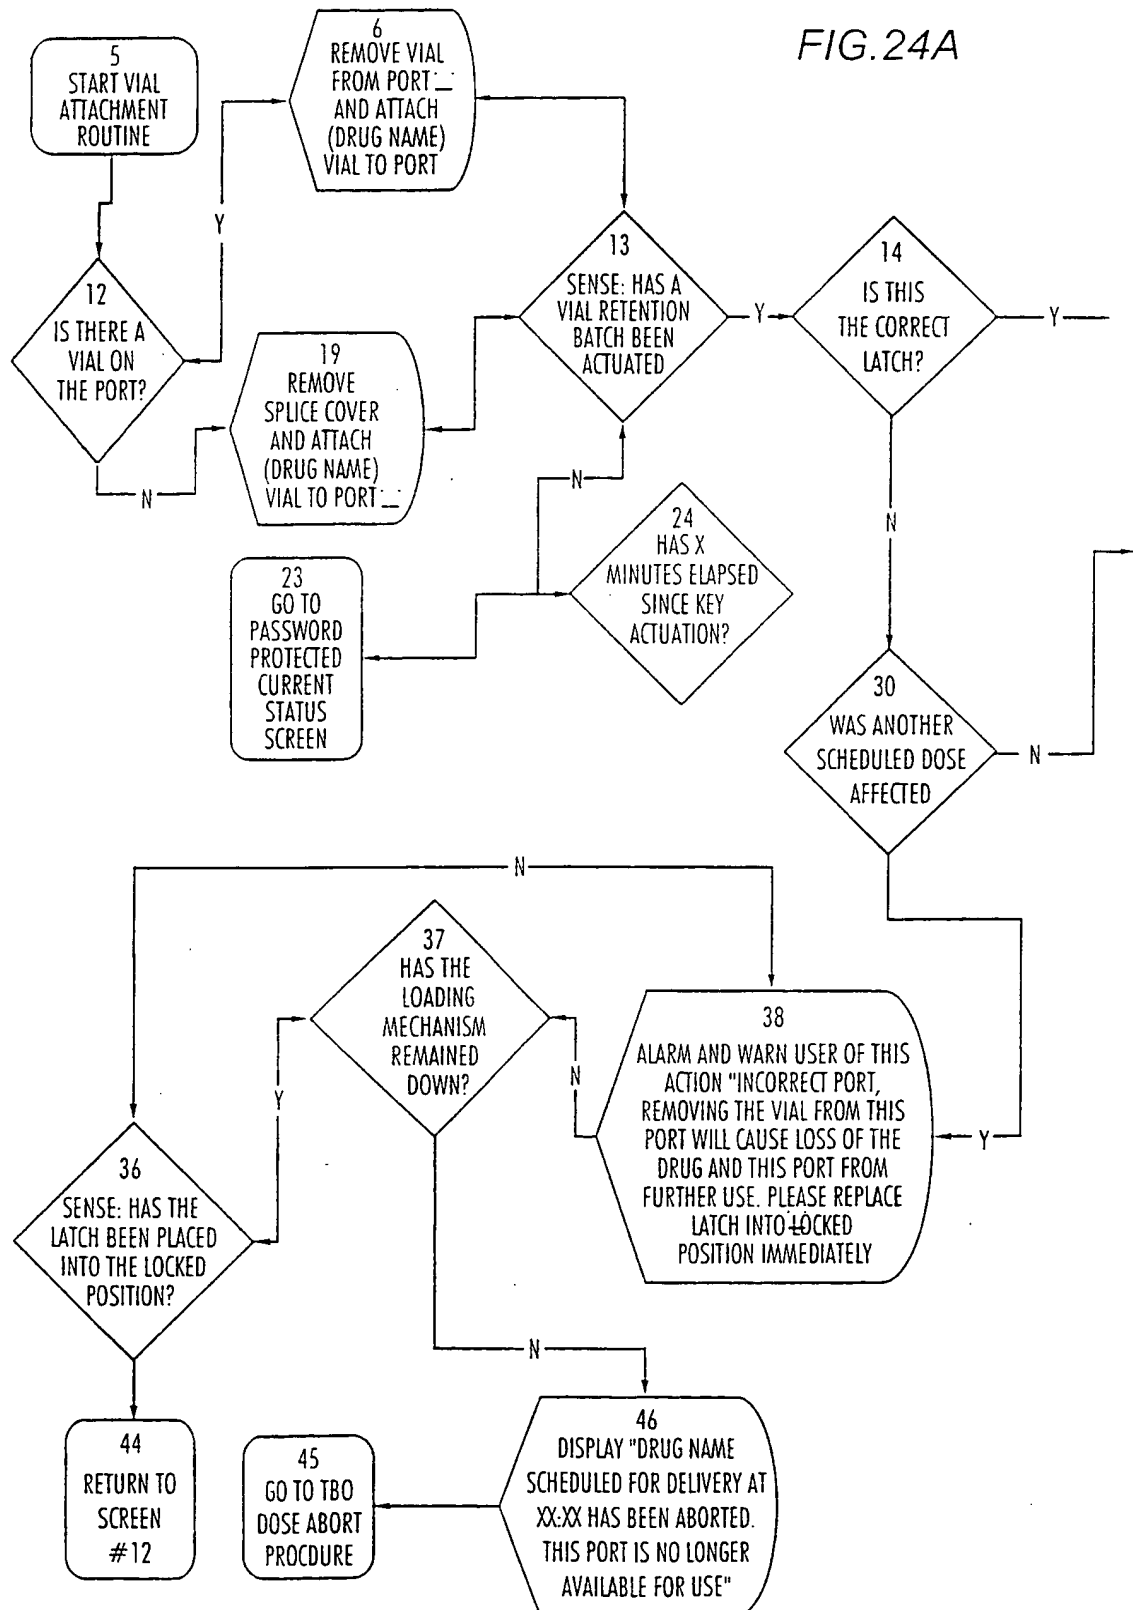 FIG.24A
5
START VIAL
ATTACHMENT
ROUTINE
6
REMOVE VIAL
FROM PORT _
AND ATTACH
(DRUG NAME)
VIAL TO PORT
Y
12
IS THERE A
VIAL ON
THE PORT?
N
19
REMOVE
SPLICE COVER
AND ATTACH
(DRUG NAME)
VIAL TO PORT _
13
SENSE: HAS A
VIAL RETENTION
BATCH BEEN
ACTUATED
Y
14
IS THIS
THE CORRECT
LATCH?
Y
N
N
24
HAS X
MINUTES ELAPSED
SINCE KEY
ACTUATION?
23
GO TO
PASSWORD
PROTECTED
CURRENT
STATUS
SCREEN
30
WAS ANOTHER
SCHEDULED DOSE
AFFECTED
N
Y
N
37
HAS THE
LOADING
MECHANISM
REMAINED
DOWN?
N
Y
38
ALARM AND WARN USER OF THIS
ACTION "INCORRECT PORT,
REMOVING THE VIAL FROM THIS
PORT WILL CAUSE LOSS OF THE
DRUG AND THIS PORT FROM
FURTHER USE. PLEASE REPLACE
LATCH INTO LOCKED
POSITION IMMEDIATELY
36
SENSE: HAS THE
LATCH BEEN PLACED
INTO THE LOCKED
POSITION?
N
44
RETURN TO
SCREEN
#12
45
GO TO TBO
DOSE ABORT
PROCDURE
46
DISPLAY "DRUG NAME
SCHEDULED FOR DELIVERY AT
XX:XX HAS BEEN ABORTED.
THIS PORT IS NO LONGER
AVAILABLE FOR USE"